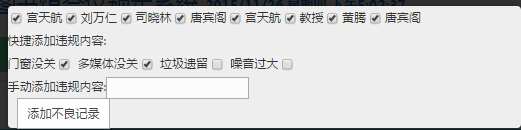 宫天航 刘万仁 司晓桥 唐宾阁 宫天航 教授 董腾 唐宾阁
快捷添加违规内容:
门窗没关 多媒体没关 垃圾遗留 噪音过大
手动添加违规内容:
添加不良记录